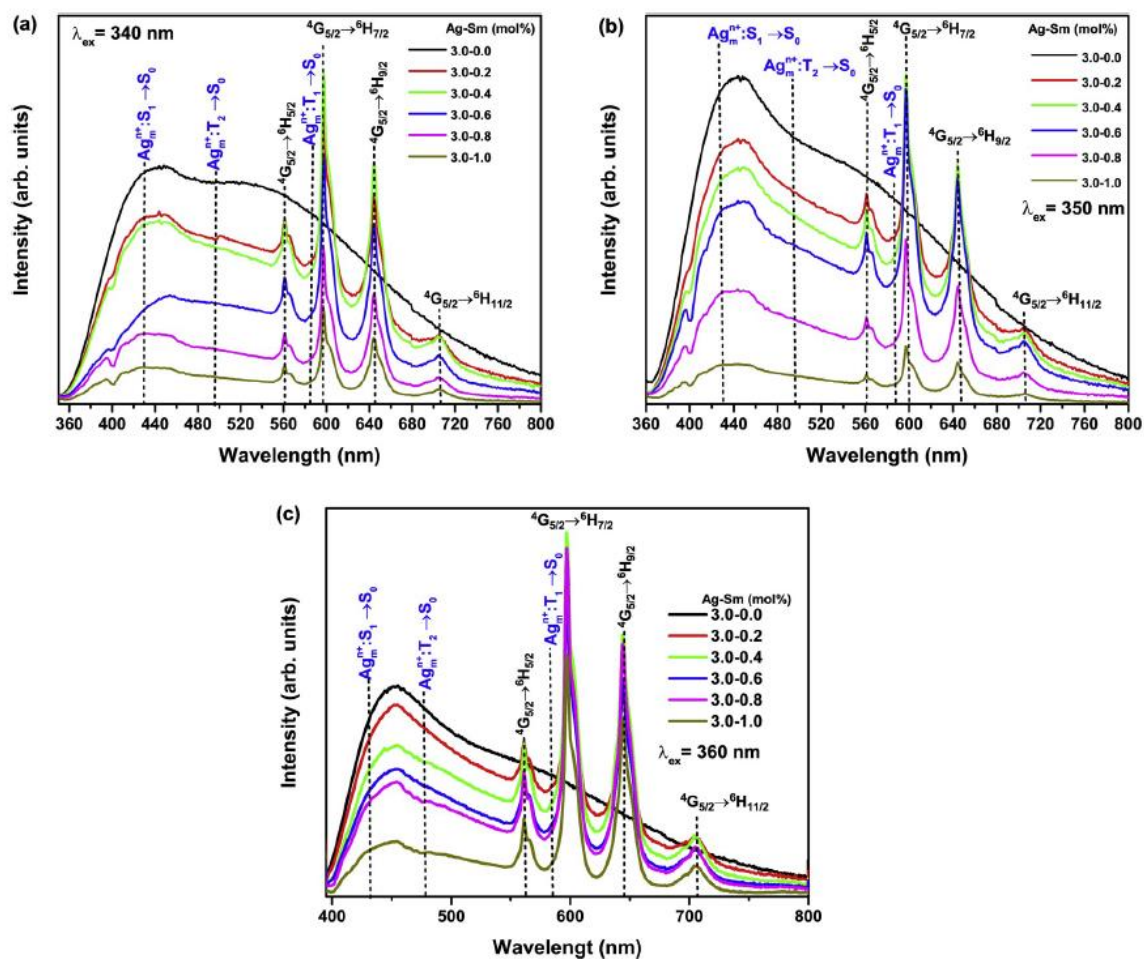 (a)
λex = 340 nm
⁴G5/2→⁶H7/2
Ag-Sm (mol%)
3.0-0.0
3.0-0.2
3.0-0.4
3.0-0.6
3.0-0.8
3.0-1.0
Agmⁿ⁺:S1→S0
Agmⁿ⁺:T2→S0
⁴G5/2→⁶H5/2
Agmⁿ⁺:T1→S0
⁴G5/2→⁶H9/2
⁴G5/2→⁶H11/2
Intensity (arb. units)
360 400 440 480 520 560 600 640 680 720 760 800
Wavelength (nm)
(b)
Agmⁿ⁺:S1→S0
Agmⁿ⁺:T2→S0
⁴G5/2→⁶H5/2
⁴G5/2→⁶H7/2
Agmⁿ⁺:T1→S0
⁴G5/2→⁶H9/2
Ag-Sm (mol%)
3.0-0.0
3.0-0.2
3.0-0.4
3.0-0.6
3.0-0.8
3.0-1.0
λex = 350 nm
⁴G5/2→⁶H11/2
Intensity (arb. units)
360 400 440 480 520 560 600 640 680 720 760 800
Wavelength (nm)
(c)
⁴G5/2→⁶H7/2
Agmⁿ⁺:S1→S0
Agmⁿ⁺:T2→S0
⁴G5/2→⁶H5/2
Agmⁿ⁺:T1→S0
⁴G5/2→⁶H9/2
Ag-Sm (mol%)
3.0-0.0
3.0-0.2
3.0-0.4
3.0-0.6
3.0-0.8
3.0-1.0
λex = 360 nm
⁴G5/2→⁶H11/2
Intensity (arb. units)
400 500 600 700 800
Wavelengt (nm)